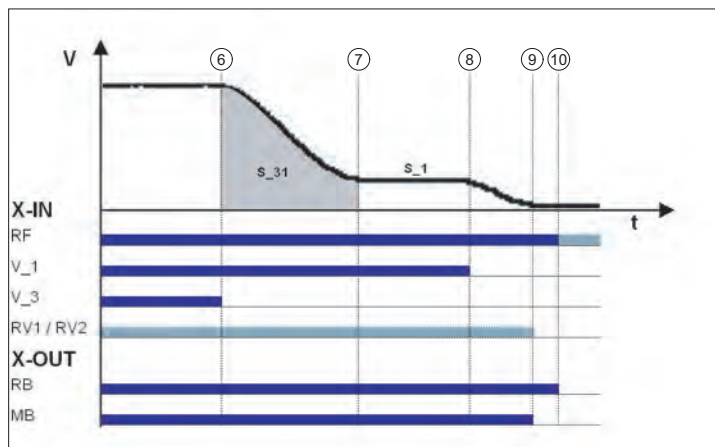 V
6 7 8 9 10
S_31
S_1
X-IN
t
RF
V_1
V_3
RV1 / RV2
X-OUT
RB
MB